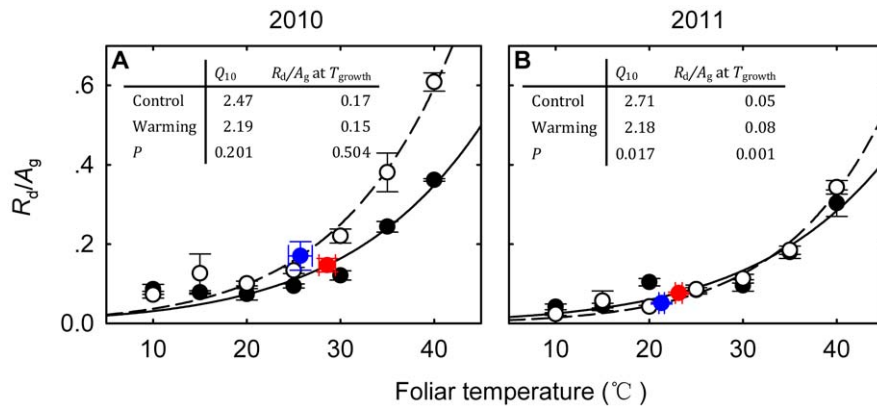 2010 2011
A B
Q10 Rd/Ag at Tgrowth
Control 2.47 0.17
Warming 2.19 0.15
P 0.201 0.504
Q10 Rd/Ag at Tgrowth
Control 2.71 0.05
Warming 2.18 0.08
P 0.017 0.001
Rd/Ag
.6
.4
.2
0.0
10 20 30 40 10 20 30 40
Foliar temperature (℃)